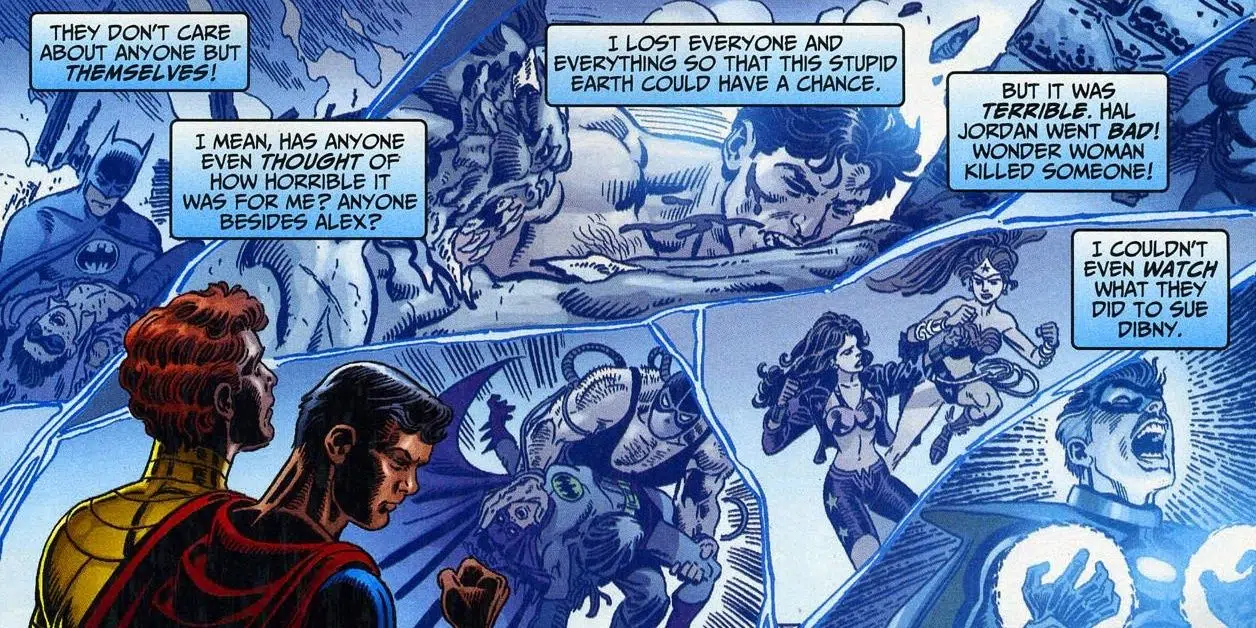 THEY DON'T CARE
ABOUT ANYONE BUT
THEMSELVES!
I MEAN, HAS ANYONE
EVEN THOUGHT OF
HOW HORRIBLE IT
WAS FOR ME? ANYONE
BESIDES ALEX?
I LOST EVERYONE AND
EVERYTHING SO THAT THIS STUPID
EARTH COULD HAVE A CHANCE.
BUT IT WAS
TERRIBLE. HAL
JORDAN WENT BAD!
WONDER WOMAN
KILLED SOMEONE!
I COULDN'T
EVEN WATCH
WHAT THEY
DID TO SUE
DIBNY.